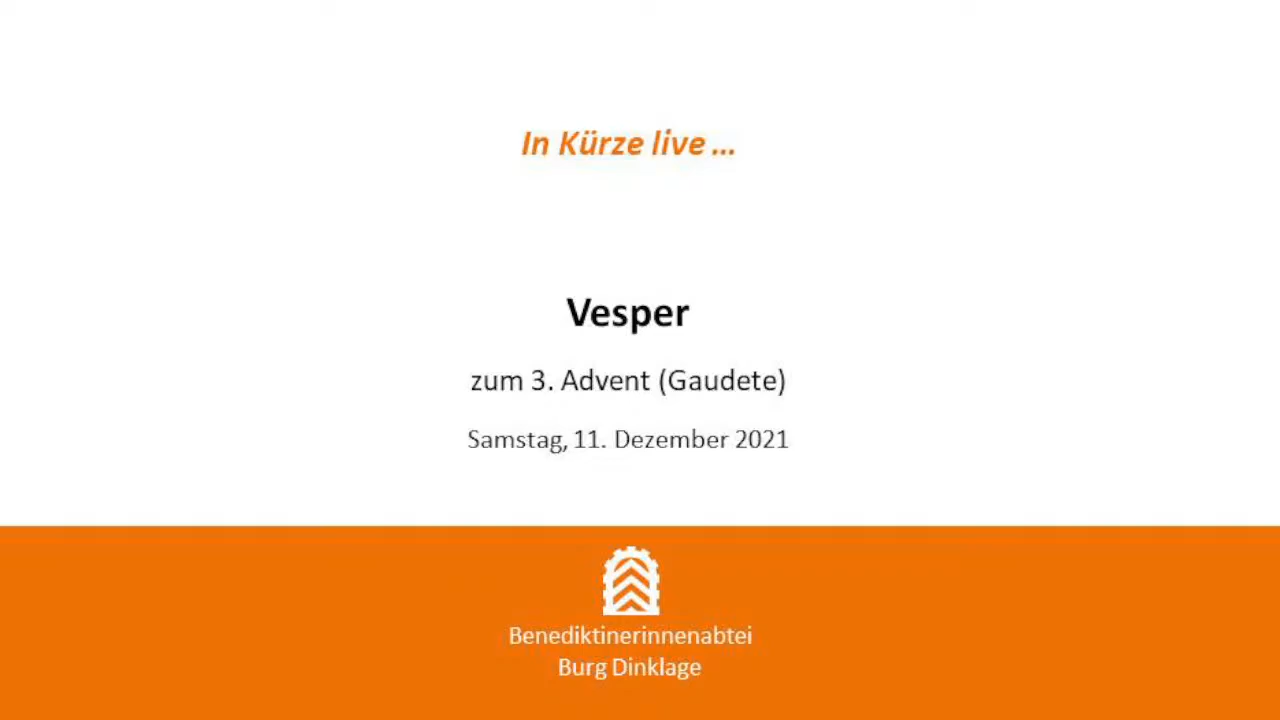 In Kürze live ...
Vesper
zum 3. Advent (Gaudete)
Samstag, 11. Dezember 2021
Benediktinerinnenabtei
Burg Dinklage